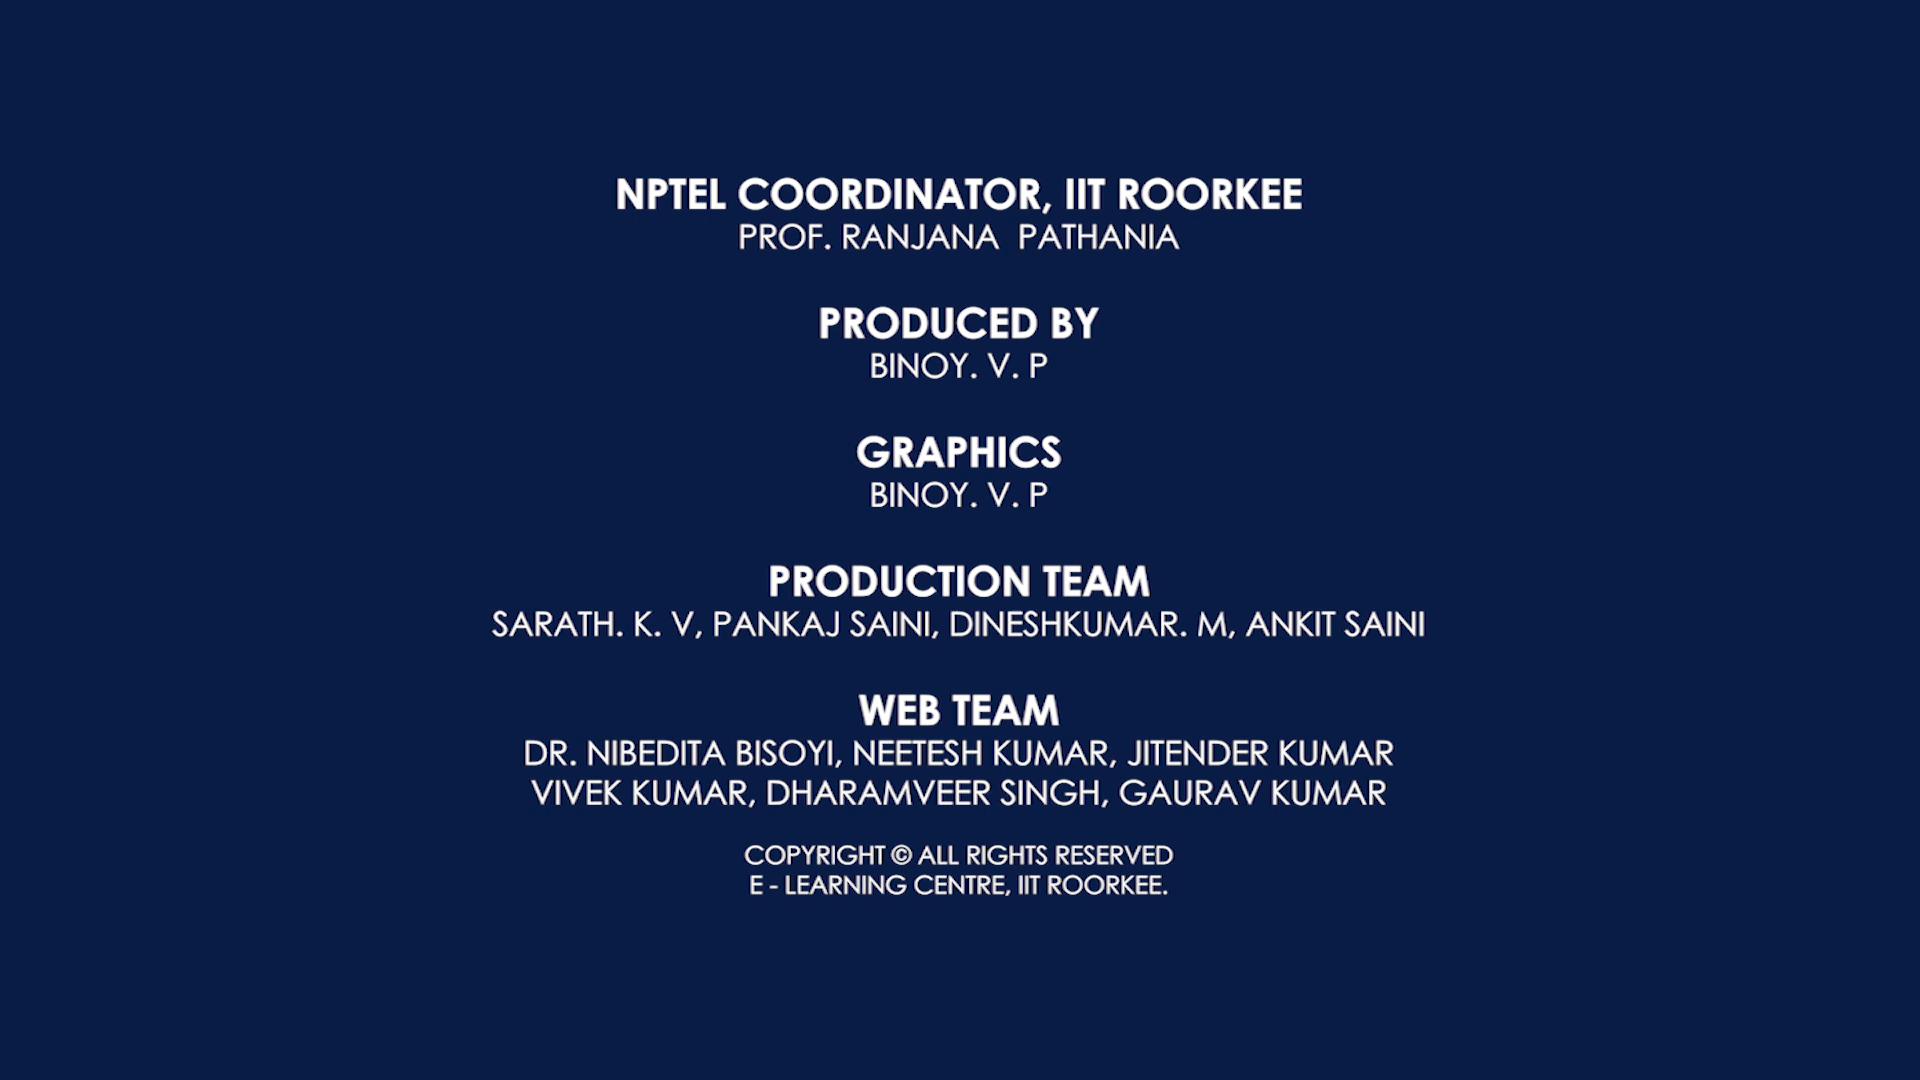 NPTEL COORDINATOR, IIT ROORKEE
PROF. RANJANA  PATHANIA
PRODUCED BY
BINOY. V. P
GRAPHICS
BINOY. V. P
PRODUCTION TEAM
SARATH. K. V, PANKAJ SAINI, DINESHKUMAR. M, ANKIT SAINI
WEB TEAM
DR. NIBEDITA BISOYI, NEETESH KUMAR, JITENDER KUMAR
VIVEK KUMAR, DHARAMVEER SINGH, GAURAV KUMAR
COPYRIGHT © ALL RIGHTS RESERVED
E - LEARNING CENTRE, IIT ROORKEE.